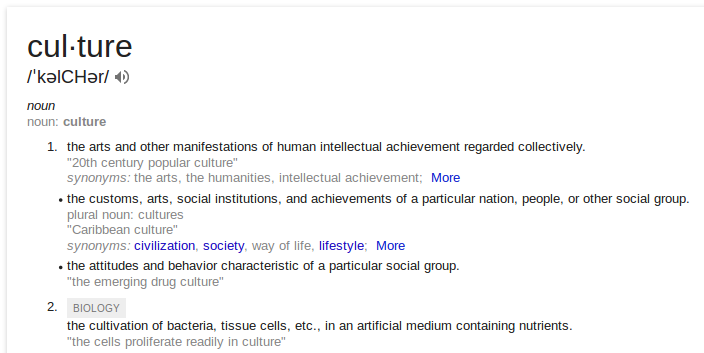 cul·ture
/ˈkəlCHər/
noun
noun: culture
1. the arts and other manifestations of human intellectual achievement regarded collectively.
"20th century popular culture"
synonyms: the arts, the humanities, intellectual achievement; More
• the customs, arts, social institutions, and achievements of a particular nation, people, or other social group.
plural noun: cultures
"Caribbean culture"
synonyms: civilization, society, way of life, lifestyle; More
• the attitudes and behavior characteristic of a particular social group.
"the emerging drug culture"
2. BIOLOGY
the cultivation of bacteria, tissue cells, etc., in an artificial medium containing nutrients.
"the cells proliferate readily in culture"